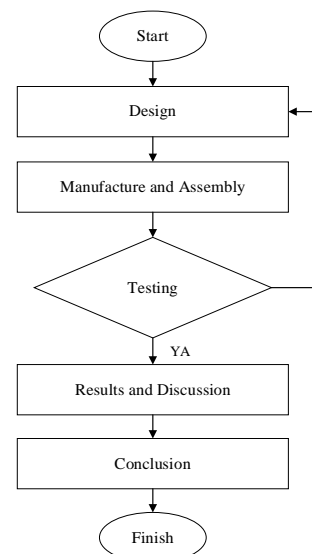 Start
Design
Manufacture and Assembly
Testing
YA
Results and Discussion
Conclusion
Finish